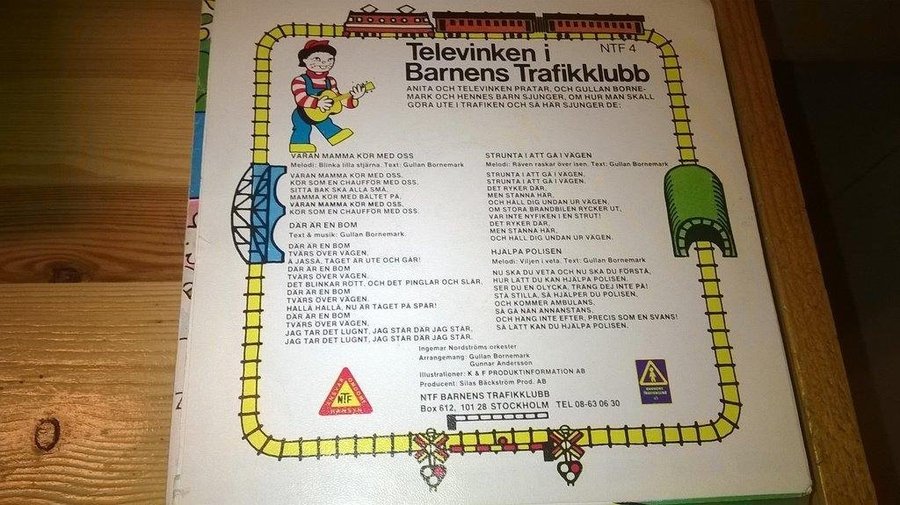 Televinken i
Barnens Trafikklubb
NTF 4
ANITA OCH TELEVINKEN PRATAR, OCH GULLAN BORNE-
MARK OCH HENNES BARN SJUNGER, OM HUR MAN SKALL
GÖRA UTE I TRAFIKEN OCH SÅ HÄR SJUNGER DE:
VÅRAN MAMMA KÖR MED OSS
Melodi: Blinka lilla stjärna. Text: Gullan Bornemark
VÅRAN MAMMA KÖR MED OSS.
KÖR SOM EN CHAUFFÖR MED OSS.
SITTA BAK SKA ALLA SMÅ,
MAMMA KÖR MED BÄLTET PÅ,
VÅRAN MAMMA KÖR MED OSS.
KÖR SOM EN CHAUFFÖR MED OSS.
DÄR ÄR EN BOM
Text & musik: Gullan Bornemark
DÄR ÄR EN BOM
TVÄRS ÖVER VÄGEN,
Å JASSÅ, TÅGET ÄR UTE OCH GÅR!
DÄR ÄR EN BOM
TVÄRS ÖVER VÄGEN.
DET BLINKAR RÖTT, OCH DET PINGLAR OCH SLÅR.
DÄR ÄR EN BOM
TVÄRS ÖVER VÄGEN.
HALLÅ HALLÅ, NU ÄR TÅGET PÅ SPÅR!
DÄR ÄR EN BOM
TVÄRS ÖVER VÄGEN,
JAG TAR DET LUGNT, JAG STÅR DÄR JAG STÅR,
JAG TAR DET LUGNT, JAG STÅR DÄR JAG STÅR.
STRUNTA I ATT GÅ I VÄGEN
Melodi: Räven raskar över isen. Text: Gullan Bornemark
STRUNTA I ATT GÅ I VÄGEN,
STRUNTA I ATT GÅ I VÄGEN.
DET RYKER DÄR,
MEN STANNA HÄR,
OCH HÅLL DIG UNDAN UR VÄGEN.
OM STORA BRANDBILEN RYCKER UT,
VAR INTE NYFIKEN I EN STRUT!
DET RYKER DÄR,
MEN STANNA HÄR,
OCH HÅLL DIG UNDAN UR VÄGEN.
HJÄLPA POLISEN
Melodi: Viljen i veta. Text: Gullan Bornemark
NU SKA DU VETA OCH NU SKA DU FÖRSTÅ,
HUR LÄTT DU KAN HJÄLPA POLISEN.
SER DU EN OLYCKA, TRÄNG DEJ INTE PÅ!
STÅ STILLA, SÅ HJÄLPER DU POLISEN,
OCH KOMMER AMBULANS,
SÅ GÅ NÅN ANNANSTANS,
OCH HÄNG INTE EFTER, PRECIS SOM EN SVANS!
SÅ LÄTT KAN DU HJÄLPA POLISEN.
Ingemar Nordströms orkester
Arrangemang: Gullan Bornemark
Gunnar Andersson
Illustrationer: K & F PRODUKTINFORMATION AB
Producent: Silas Bäckström Prod. AB
NTF BARNENS TRAFIKKLUBB
Box 612, 101 28 STOCKHOLM TEL 08-63 06 30
ANSVAR
OMDÖME
HÄNSYN
NTF